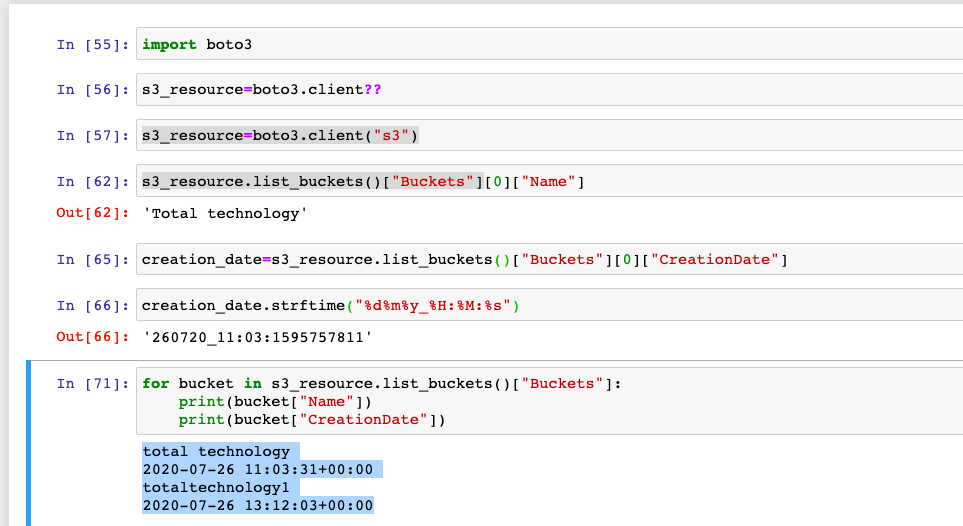 In [55]: import boto3
In [56]: s3_resource=boto3.client??
In [57]: s3_resource=boto3.client("s3")
In [62]: s3_resource.list_buckets()["Buckets"][0]["Name"]
Out[62]: 'Total technology'
In [65]: creation_date=s3_resource.list_buckets()["Buckets"][0]["CreationDate"]
In [66]: creation_date.strftime("%d%m%y_%H:%M:%s")
Out[66]: '260720_11:03:1595757811'
In [71]: for bucket in s3_resource.list_buckets()["Buckets"]:
    print(bucket["Name"])
    print(bucket["CreationDate"])
total technology
2020-07-26 11:03:31+00:00
totaltechnology1
2020-07-26 13:12:03+00:00